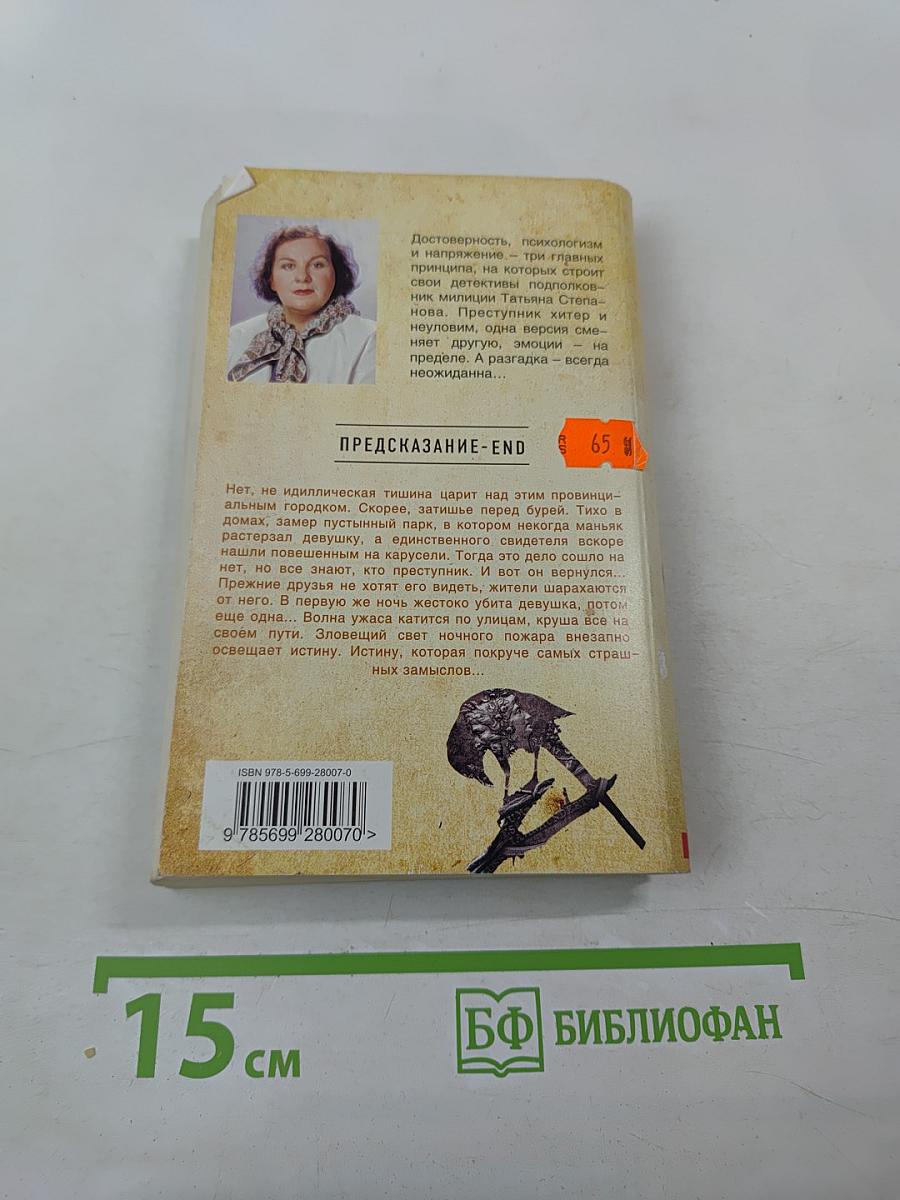 Достоверность, психологизм
и напряжение – три главных
принципа, на которых строит
свои детективы подполков–
ник милиции Татьяна Степа–
нова. Преступник хитер и
неуловим, одна версия сме–
няет другую, эмоции – на
пределе. А разгадка – всегда
неожиданна...
ПРЕДСКАЗАНИЕ-END
65
Нет, не идиллическая тишина царит над этим провинци–
альным городком. Скорее, затишье перед бурей. Тихо в
домах, замер пустынный парк, в котором некогда маньяк
растерзал девушку, а единственного свидетеля вскоре
нашли повешенным на карусели. Тогда это дело сошло на
нет, но все знают, кто преступник. И вот он вернулся...
Прежние друзья не хотят его видеть, жители шарахаются
от него. В первую же ночь жестоко убита девушка, потом
еще одна... Волна ужаса катится по улицам, круша все на
своём пути. Зловещий свет ночного пожара внезапно
освещает истину. Истину, которая покруче самых страш–
ных замыслов...
ISBN 978-5-699-28007-0
9 785699 280070 >
15 см
БФ БИБЛИОФАН